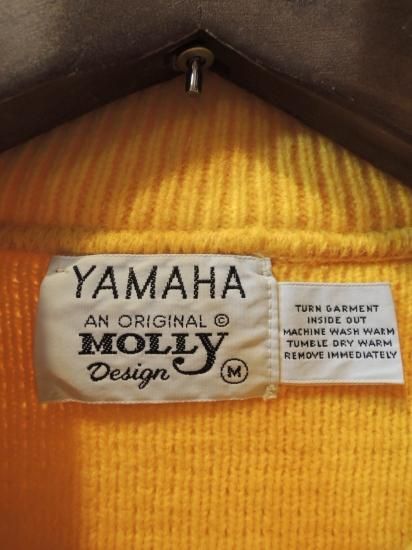 YAMAHA
AN ORIGINAL ©
MOLLY
Design M
TURN GARMENT
INSIDE OUT
MACHINE WASH WARM
TUMBLE DRY WARM
REMOVE IMMEDIATELY